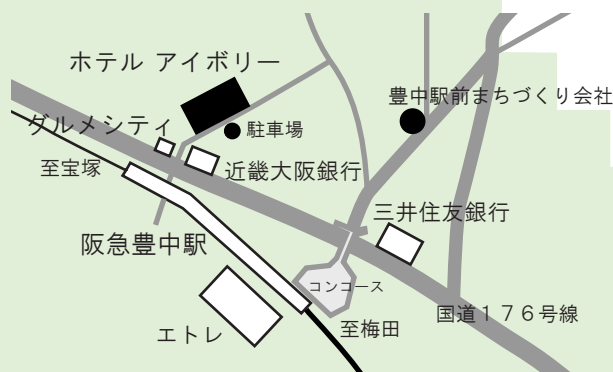 ホテル アイボリー
豊中駅前まちづくり会社
グルメシティ
駐車場
至宝塚
近畿大阪銀行
三井住友銀行
阪急豊中駅
コンコース
国道１７６号線
エトレ
至梅田